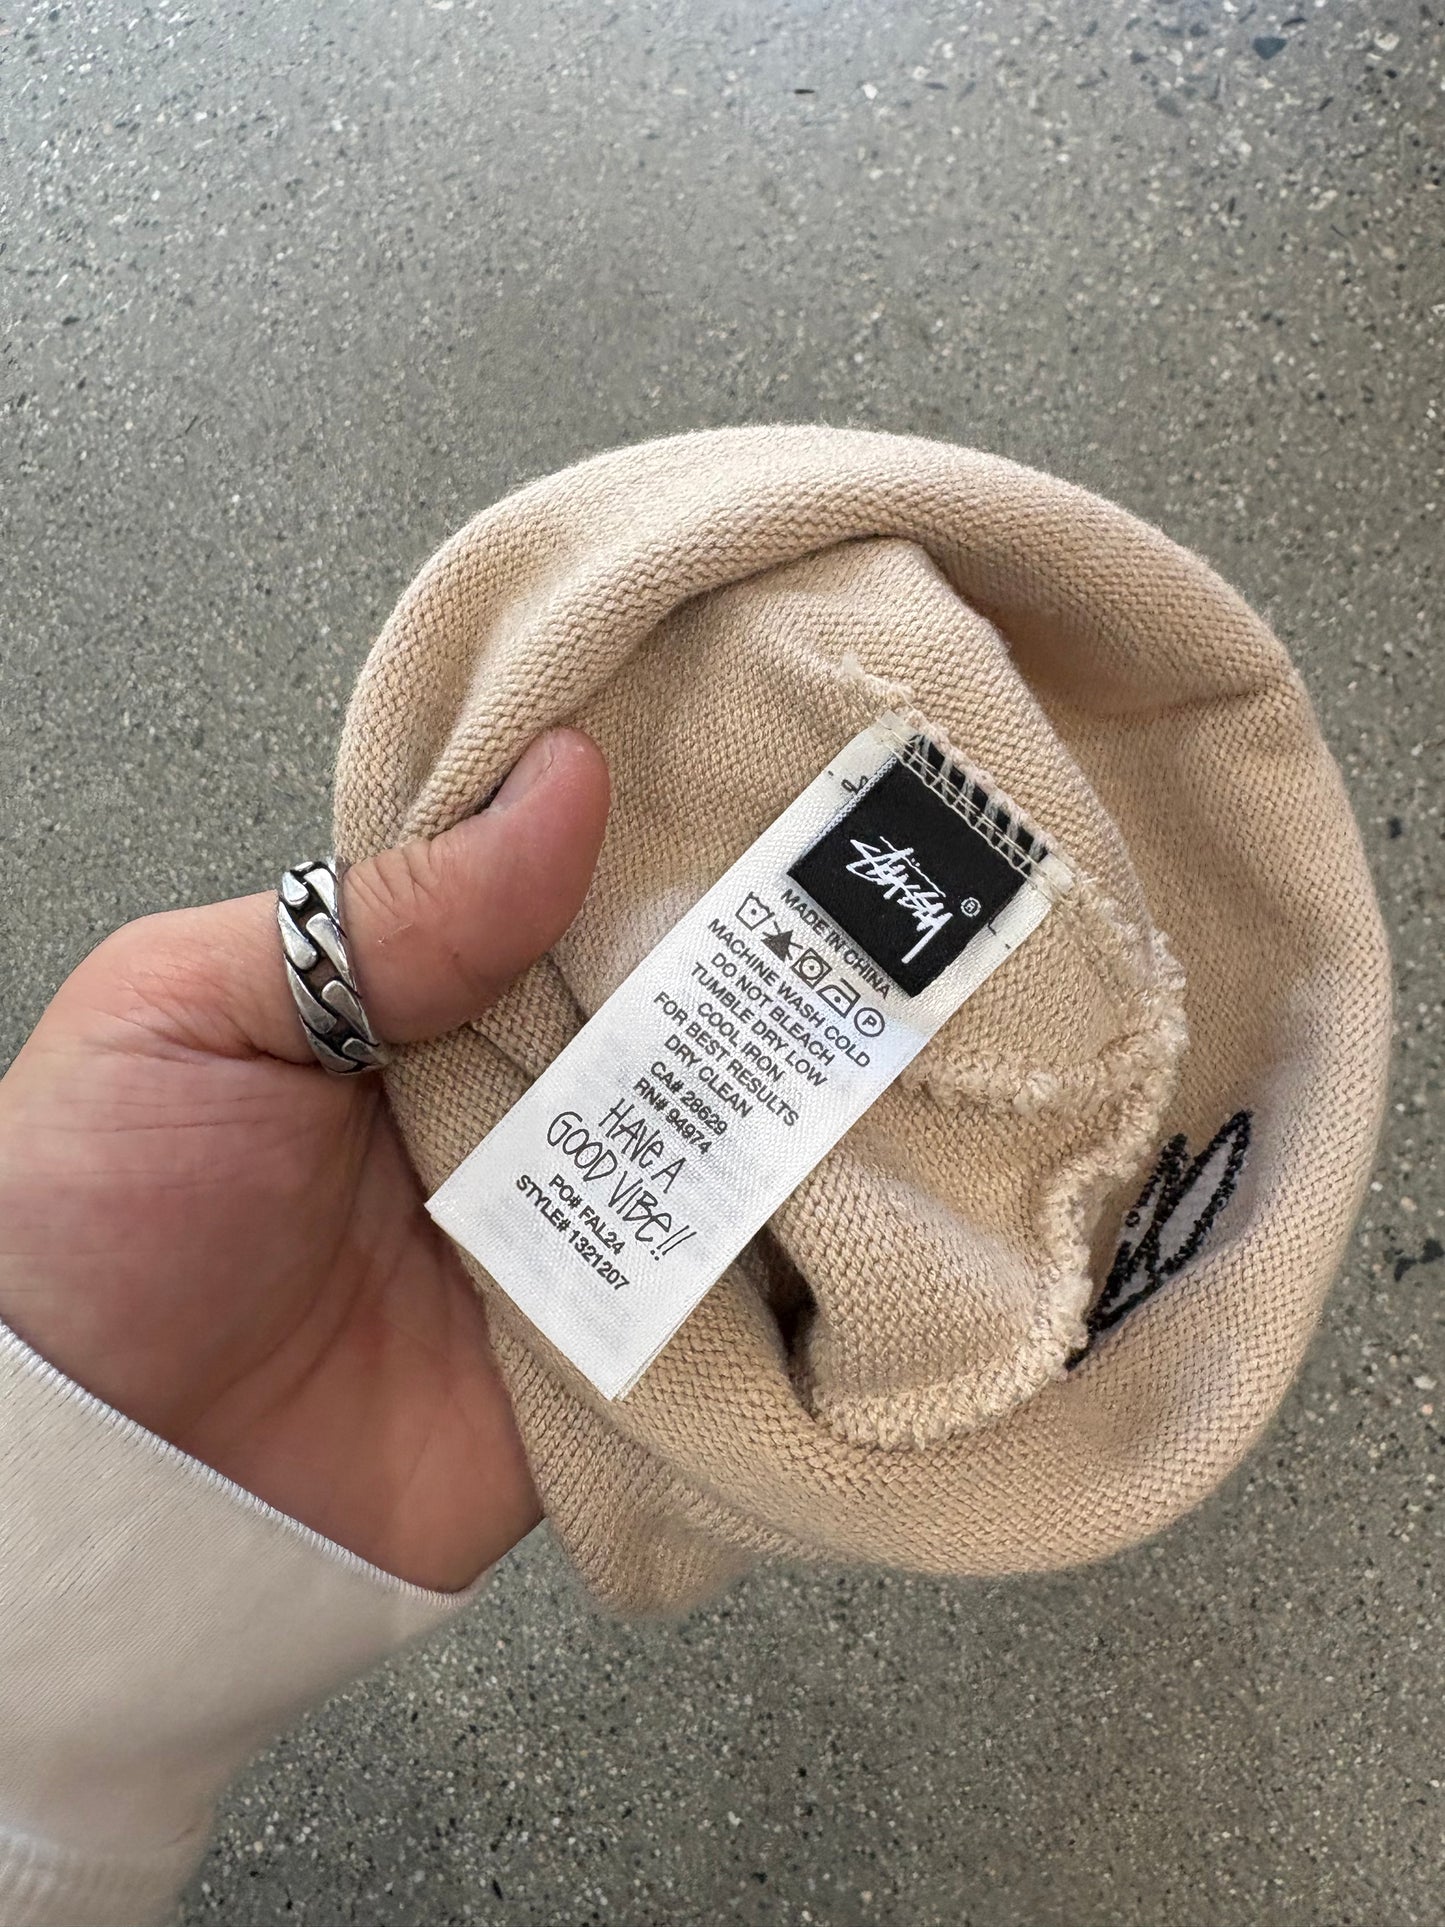 Stüssy ®
MADE IN CHINA
P
MACHINE WASH COLD
DO NOT BLEACH
TUMBLE DRY LOW
COOL IRON
FOR BEST RESULTS
DRY CLEAN
CA# 28629
RN# 94974
HAVE A
GOOD VIBE!!
PO# FAL24
STYLE# 1321207